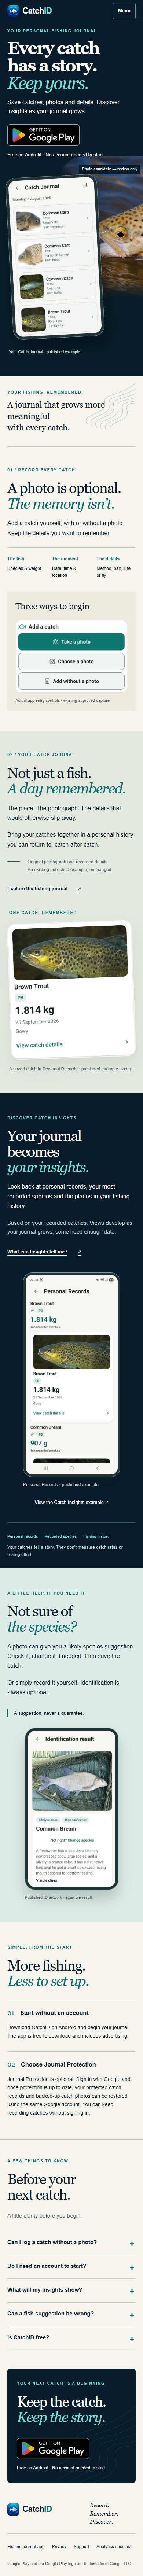 CatchID
Menu
YOUR PERSONAL FISHING JOURNAL
Every catch
has a story.
Keep yours.
Save catches, photos and details. Discover
insights as your journal grows.
GET IT ON
Google Play
Free on Android · No account needed to start
Photo candidate — review only
Catch Journal
Monday, 3 August 2026
Common Carp
Common Carp
Common Dace
Brown Trout
Your Catch Journal · published example
YOUR FISHING, REMEMBERED.
A journal that grows more
meaningful
with every catch.
01 / RECORD EVERY CATCH
A photo is optional.
The memory isn't.
Add a catch yourself, with or without a photo.
Keep the details you want to remember.
The fish
Species & weight
The moment
Date, time &
location
The details
Method, bait, lure
or fly
Three ways to begin
Add a catch
Take a photo
Choose a photo
Add without a photo
Actual app entry controls · existing approved capture
02 / YOUR CATCH JOURNAL
Not just a fish.
A day remembered.
The place. The photograph. The details that
would otherwise slip away.
Bring your catches together in a personal history
you can return to, catch after catch.
Original photograph and recorded details.
An existing published example, unchanged.
Explore the fishing journal ↗
ONE CATCH, REMEMBERED
Brown Trout
PB
1.814 kg
25 September 2026
Gowy
View catch details
A saved catch in Personal Records · published example excerpt
DISCOVER CATCH INSIGHTS
Your journal
becomes
your insights.
Look back at personal records, your most
recorded species and the places in your fishing
history.
Based on your recorded catches. Views develop as
your journal grows; some need enough data.
What can Insights tell me? ↗
Personal Records
Brown Trout
PB
1.814 kg
Top recorded catches
Brown Trout
PB
1.814 kg
25 September 2026
Gowy
View catch details
Common Bream
PB
907 g
Top recorded catches
Personal Records · published example
View the Catch Insights example ↗
Personal records
Recorded species
Fishing history
Your catches tell a story. They don't measure catch rates or
fishing effort.
A LITTLE HELP, IF YOU NEED IT
Not sure of
the species?
A photo can give you a likely species suggestion.
Check it, change it if needed, then save the
catch.
Or simply record it yourself. Identification is
always optional.
A suggestion, never a guarantee.
Identification result
Likely species
High confidence
Not right? Change species
Common Bream
Visible clues
Published ID artwork · example result
SIMPLE, FROM THE START
More fishing.
Less to set up.
01 Start without an account
Download CatchID on Android and begin your journal.
The app is free to download and includes advertising.
02 Choose Journal Protection
Journal Protection is optional. Sign in with Google and,
once protection is up to date, your protected catch
records and backed-up catch photos can be restored
using the same Google account. You can keep
recording catches without signing in.
A FEW THINGS TO KNOW
Before your
next catch.
A little clarity before you begin.
Can I log a catch without a photo? +
Do I need an account to start? +
What will my Insights show? +
Can a fish suggestion be wrong? +
Is CatchID free? +
YOUR NEXT CATCH IS A BEGINNING
Keep the catch.
Keep the story.
GET IT ON
Google Play
Free on Android · No account needed to start
CatchID
Record.
Remember.
Discover.
Fishing journal app
Privacy
Support
Analytics choices
Google Play and the Google Play logo are trademarks of Google LLC.